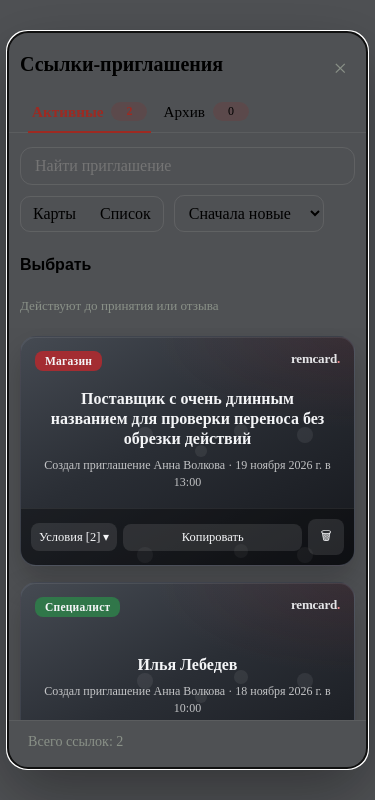 Ссылки-приглашения ×
Активные 2 Архив 0
Найти приглашение
Карты Список Сначала новые
Выбрать
Действуют до принятия или отзыва
Магазин remcard.
Поставщик с очень длинным
названием для проверки переноса без
обрезки действий
Создал приглашение Анна Волкова · 19 ноября 2026 г. в
13:00
Условия [2] ▾ Копировать
Специалист remcard.
Илья Лебедев
Создал приглашение Анна Волкова · 18 ноября 2026 г. в
10:00
Всего ссылок: 2